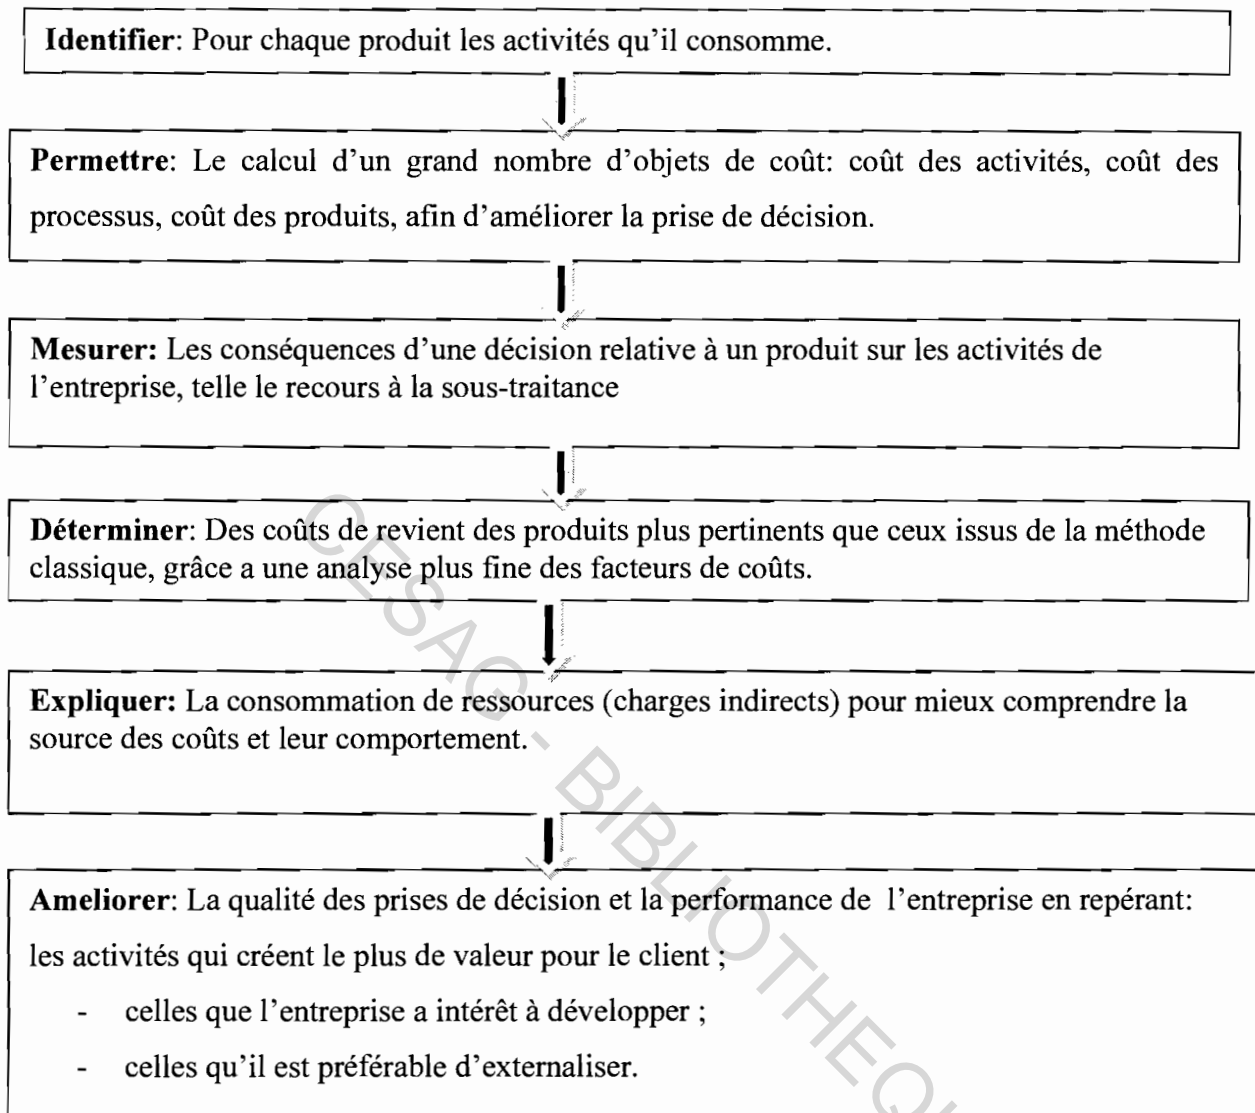 Identifier: Pour chaque produit les activités qu'il consomme.
Permettre: Le calcul d'un grand nombre d'objets de coût: coût des activités, coût des
processus, coût des produits, afin d'améliorer la prise de décision.
Mesurer: Les conséquences d'une décision relative à un produit sur les activités de
l'entreprise, telle le recours à la sous-traitance
Déterminer: Des coûts de revient des produits plus pertinents que ceux issus de la méthode
classique, grâce a une analyse plus fine des facteurs de coûts.
Expliquer: La consommation de ressources (charges indirects) pour mieux comprendre la
source des coûts et leur comportement.
Ameliorer: La qualité des prises de décision et la performance de l'entreprise en repérant:
les activités qui créent le plus de valeur pour le client ;
- celles que l'entreprise a intérêt à développer ;
- celles qu'il est préférable d'externaliser.
CESAG - BIBLIOTHEQU